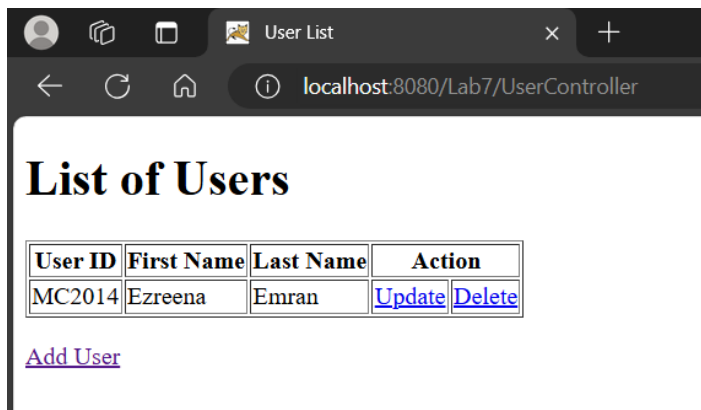 User List
localhost:8080/Lab7/UserController
List of Users
User ID First Name Last Name Action
MC2014 Ezreena Emran Update Delete
Add User